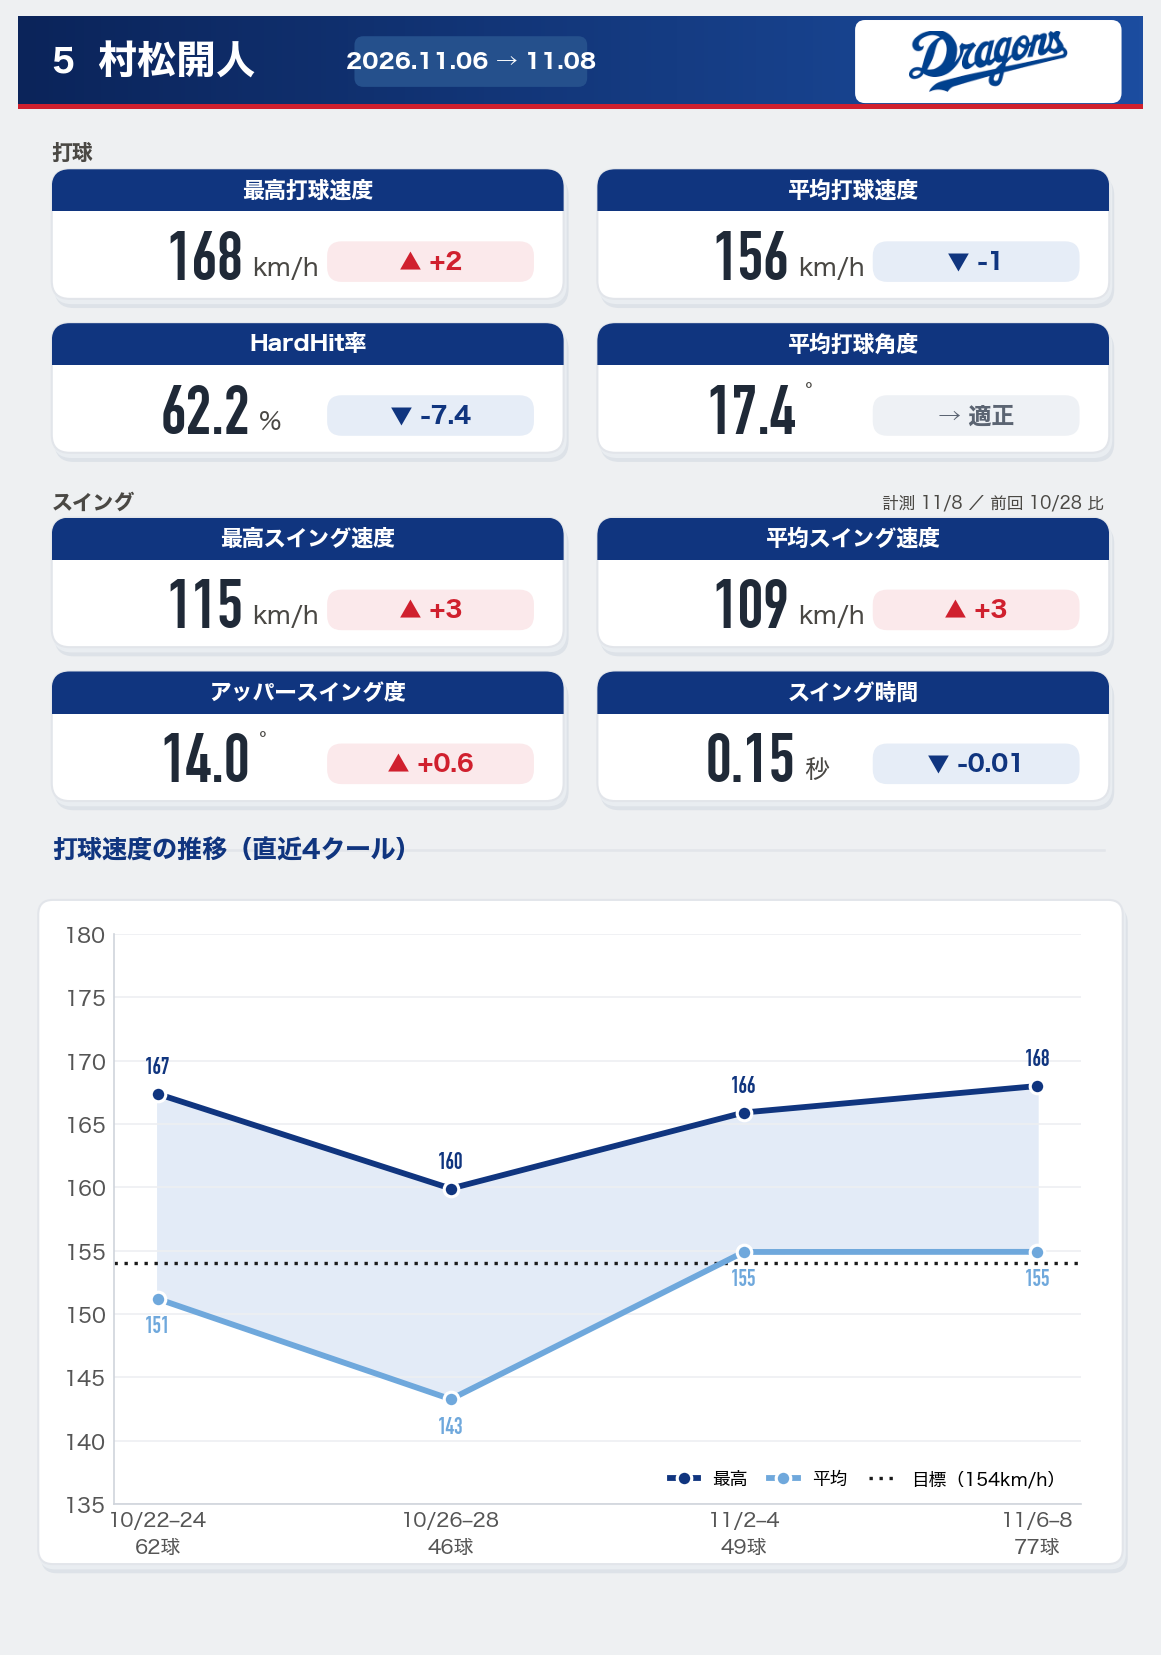 5 村松開人
2026.11.06 → 11.08
Dragons
打球
最高打球速度
168 km/h ▲ +2
平均打球速度
156 km/h ▼ -1
HardHit率
62.2 % ▼ -7.4
平均打球角度
17.4 ° → 適正
スイング
計測 11/8 ／ 前回 10/28 比
最高スイング速度
115 km/h ▲ +3
平均スイング速度
109 km/h ▲ +3
アッパースイング度
14.0 ° ▲ +0.6
スイング時間
0.15 秒 ▼ -0.01
打球速度の推移（直近4クール）
180
175
170
165
160
155
150
145
140
135
167
160
166
168
151
143
155
155
最高 平均 目標（154km/h）
10/22–24
62球
10/26–28
46球
11/2–4
49球
11/6–8
77球